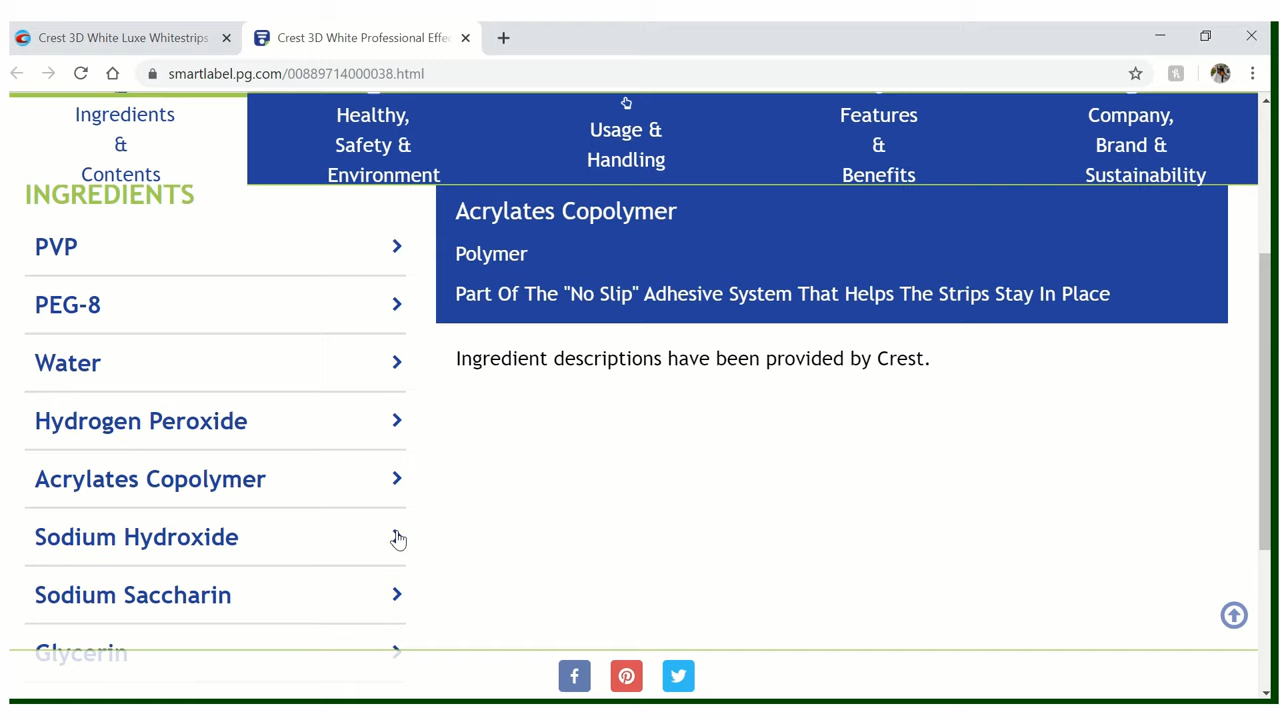 Crest 3D White Luxe Whitestrips
Crest 3D White Professional Effe
smartlabel.pg.com/00889714000038.html
Ingredients
&
Contents
Healthy,
Safety &
Environment
Usage &
Handling
Features
&
Benefits
Company,
Brand &
Sustainability
INGREDIENTS
PVP
PEG-8
Water
Hydrogen Peroxide
Acrylates Copolymer
Sodium Hydroxide
Sodium Saccharin
Glycerin
Acrylates Copolymer
Polymer
Part Of The "No Slip" Adhesive System That Helps The Strips Stay In Place
Ingredient descriptions have been provided by Crest.